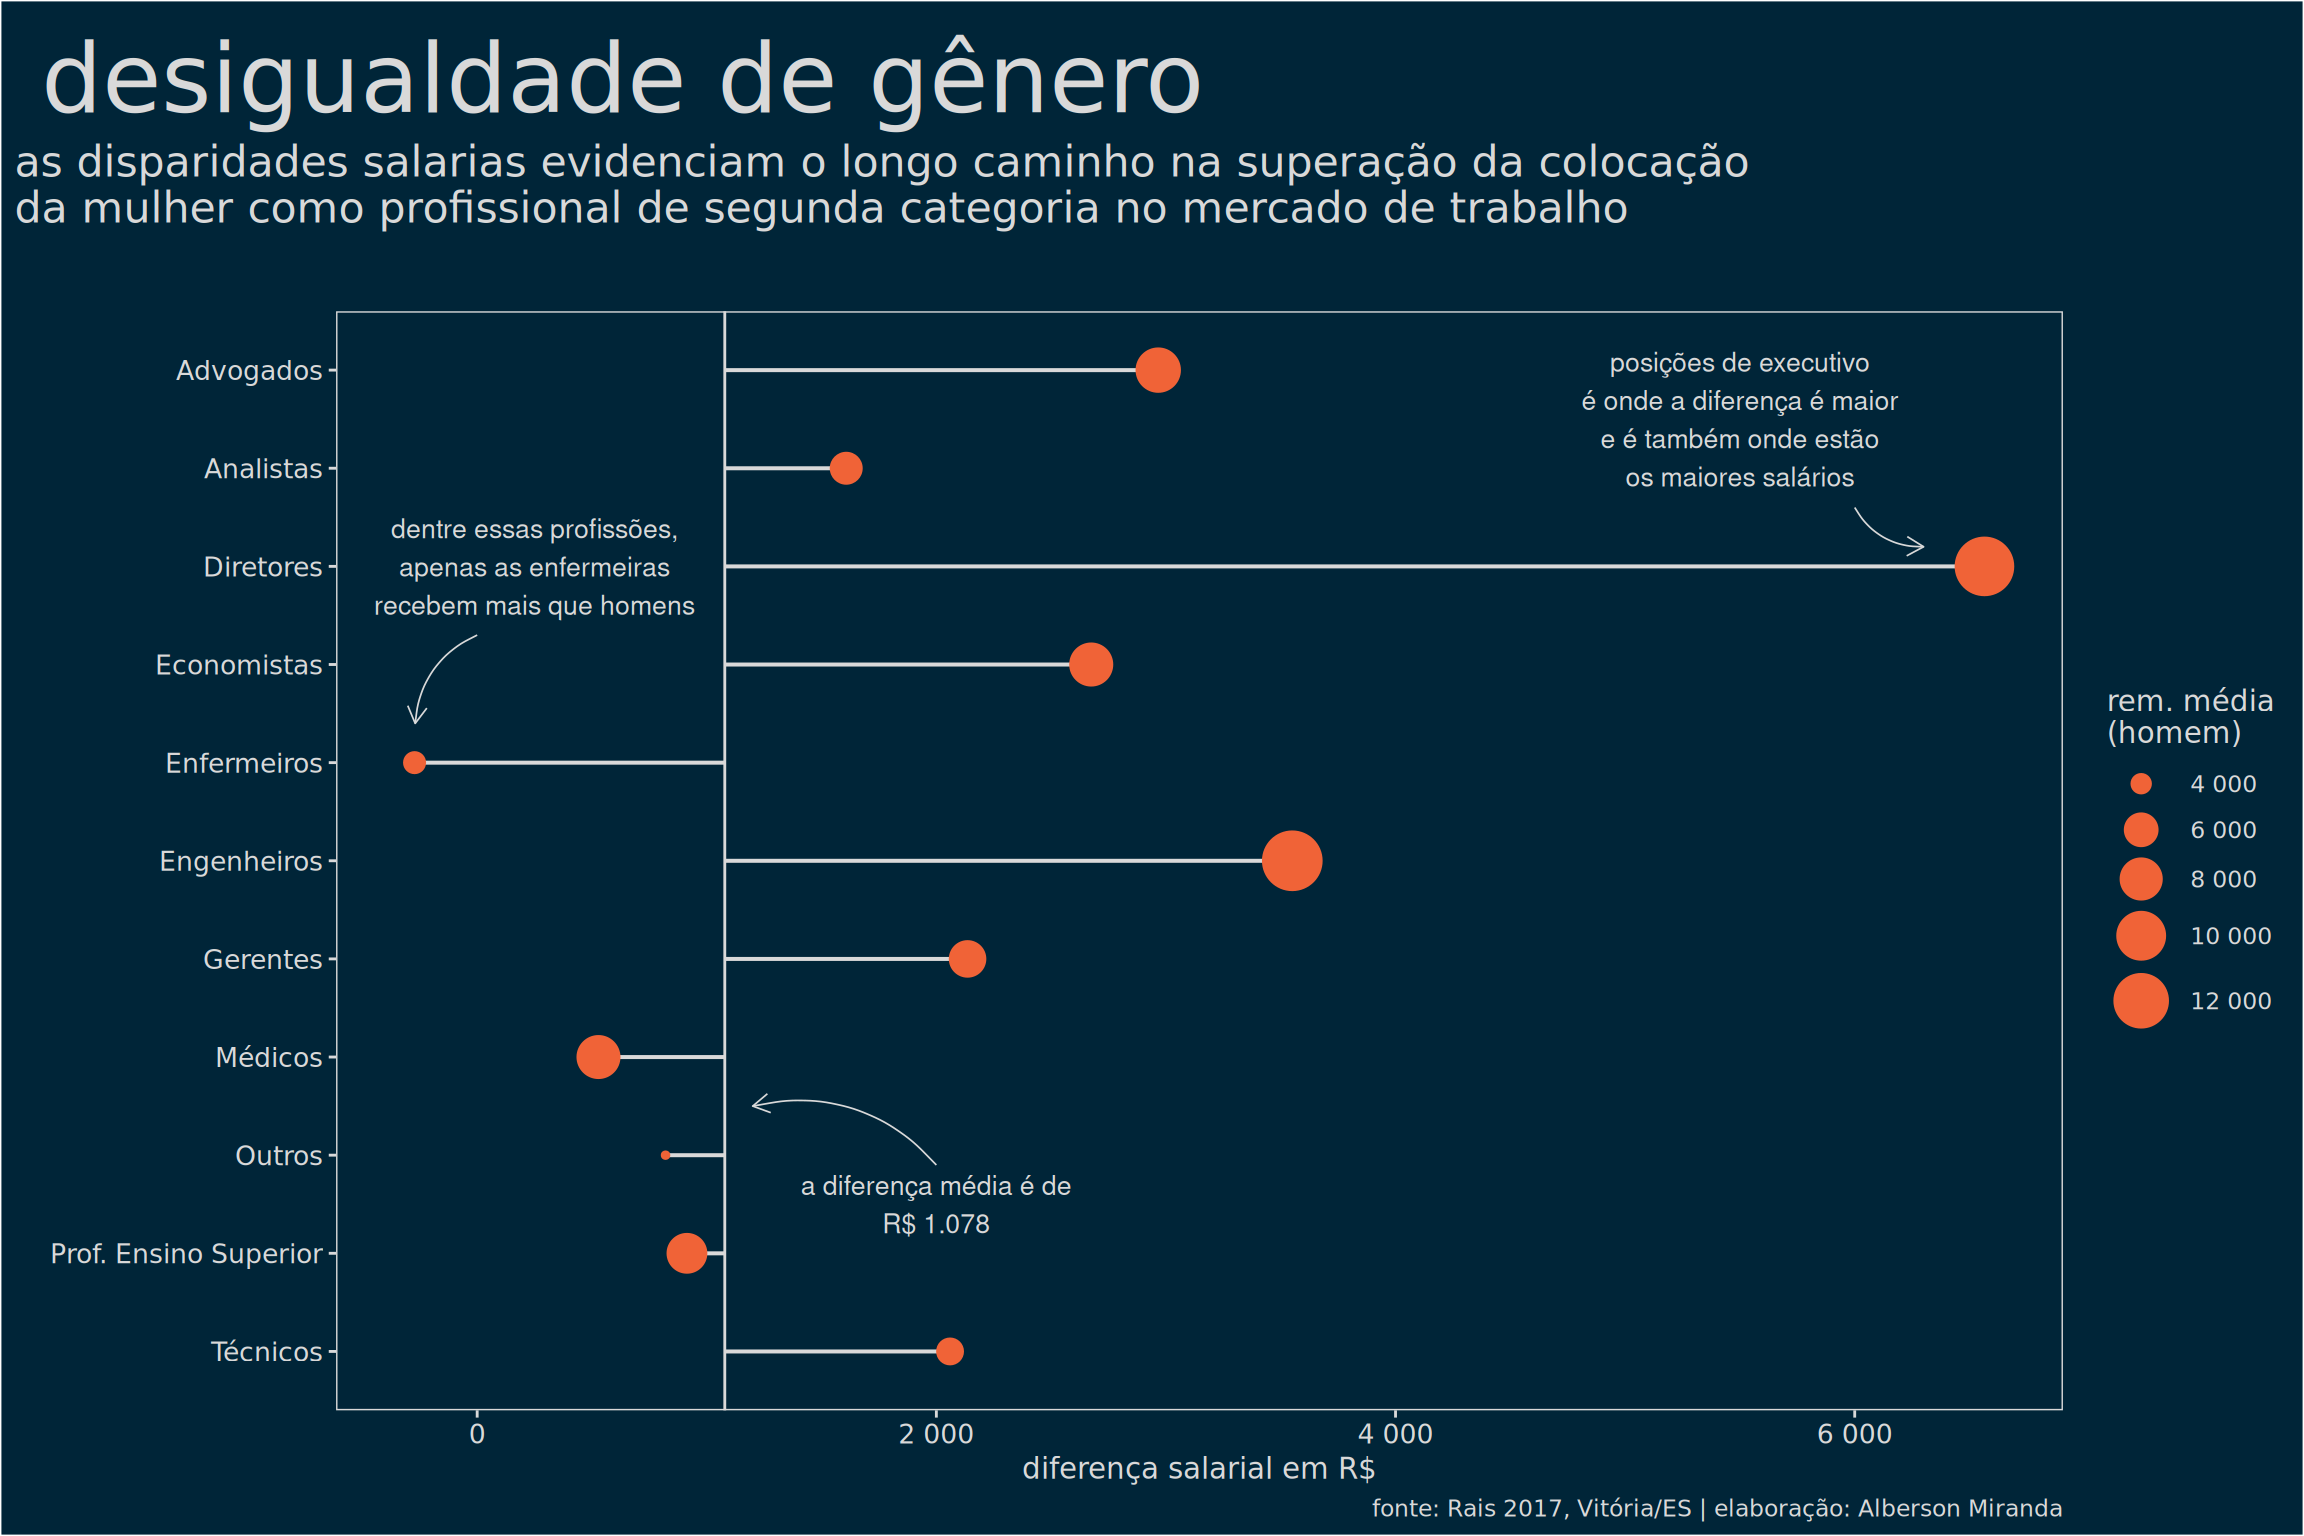 desigualdade de gênero
as disparidades salarias evidenciam o longo caminho na superação da colocação
da mulher como profissional de segunda categoria no mercado de trabalho
Advogados
Analistas
Diretores
Economistas
Enfermeiros
Engenheiros
Gerentes
Médicos
Outros
Prof. Ensino Superior
Técnicos
posições de executivo
é onde a diferença é maior
e é também onde estão
os maiores salários
dentre essas profissões,
apenas as enfermeiras
recebem mais que homens
a diferença média é de
R$ 1.078
0
2 000
4 000
6 000
diferença salarial em R$
rem. média
(homem)
4 000
6 000
8 000
10 000
12 000
fonte: Rais 2017, Vitória/ES | elaboração: Alberson Miranda